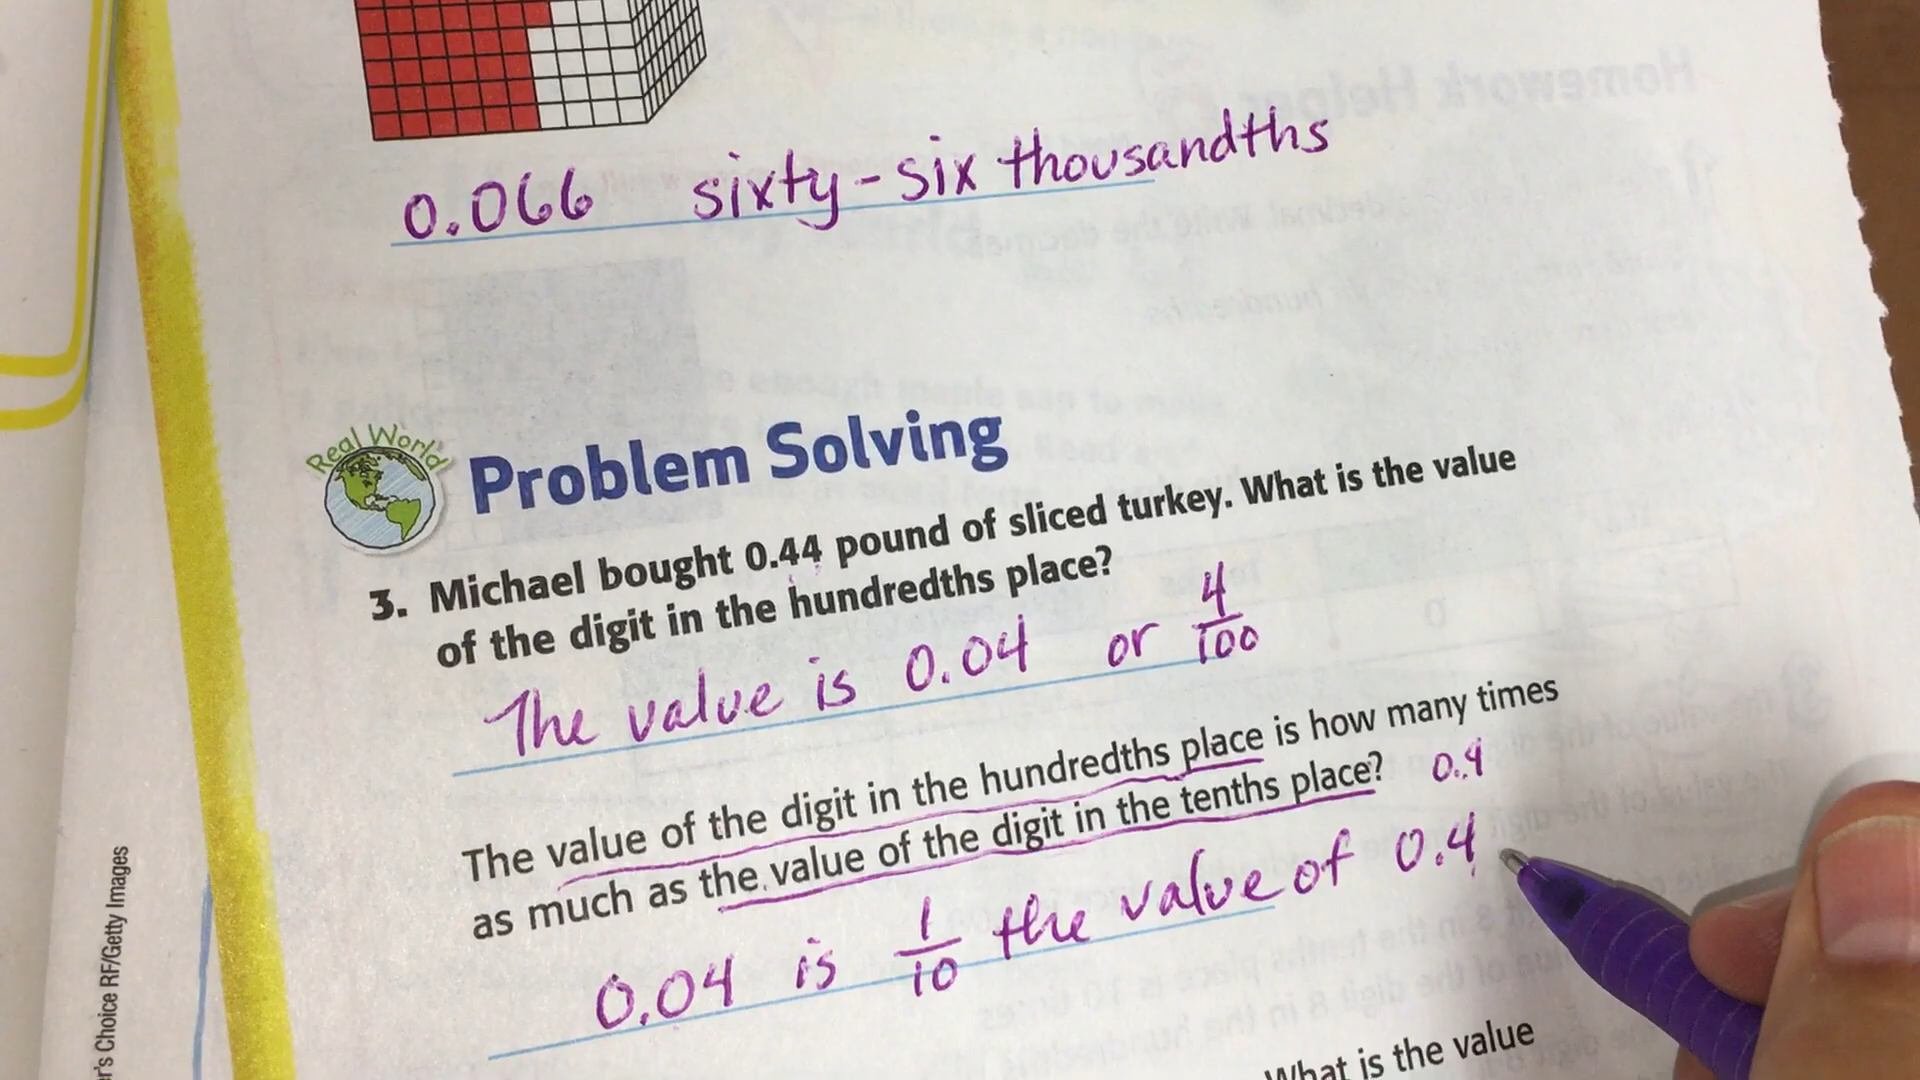 0.066 sixty-six thousandths
Real World
Problem Solving
3. Michael bought 0.44 pound of sliced turkey. What is the value
of the digit in the hundredths place?
The value is 0.04 or 4/100
The value of the digit in the hundredths place is how many times
as much as the value of the digit in the tenths place? 0.4
0.04 is 1/10 the value of 0.4
What is the value
r's Choice RF/Getty Images
Homework Helper